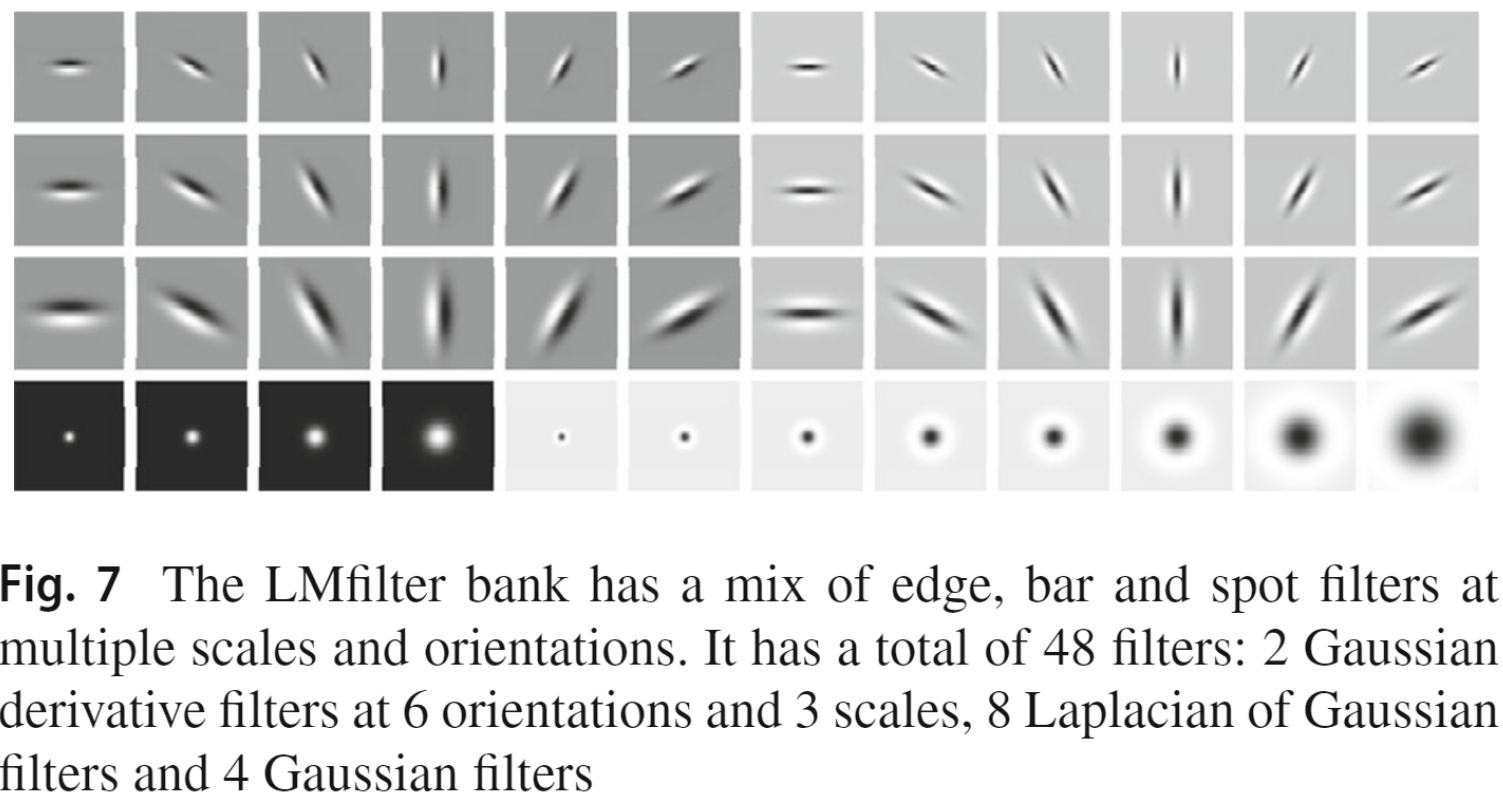 Fig. 7 The LMfilter bank has a mix of edge, bar and spot filters at
multiple scales and orientations. It has a total of 48 filters: 2 Gaussian
derivative filters at 6 orientations and 3 scales, 8 Laplacian of Gaussian
filters and 4 Gaussian filters